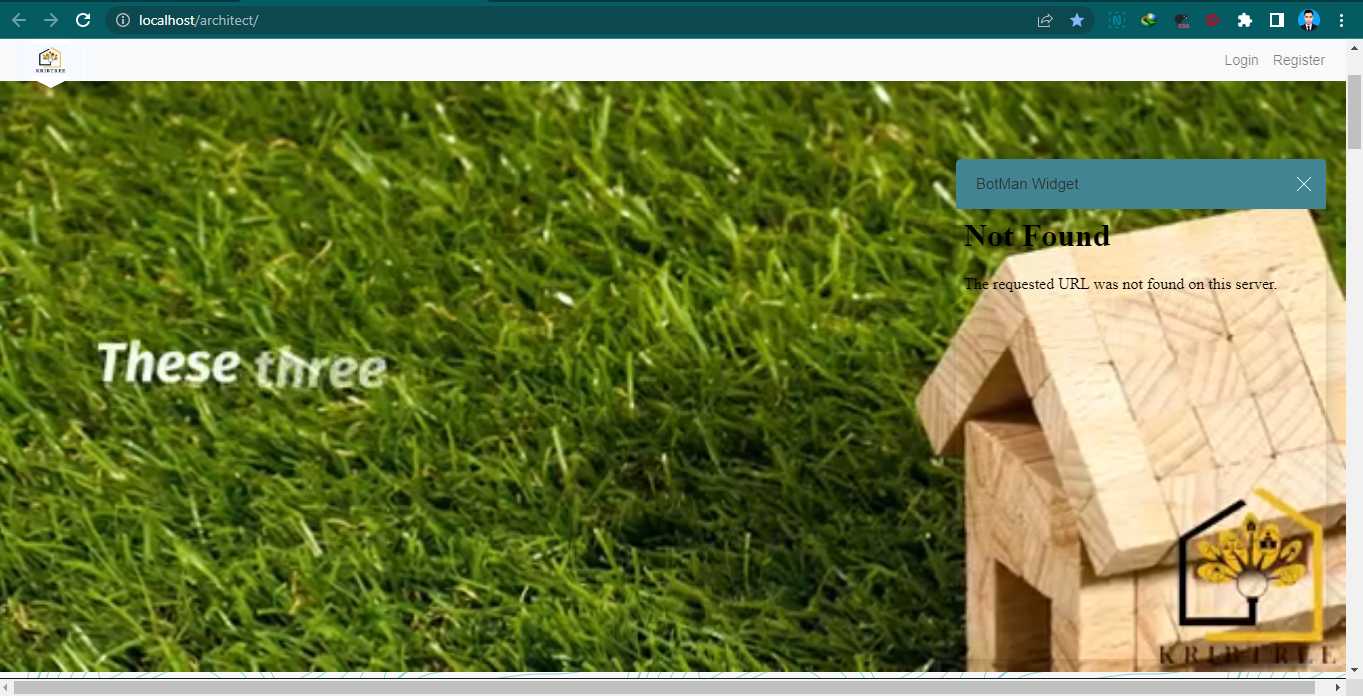 localhost/architect/
KRIBTREE
Login Register
BotMan Widget
Not Found
The requested URL was not found on this server.
These three
KRIBTREE